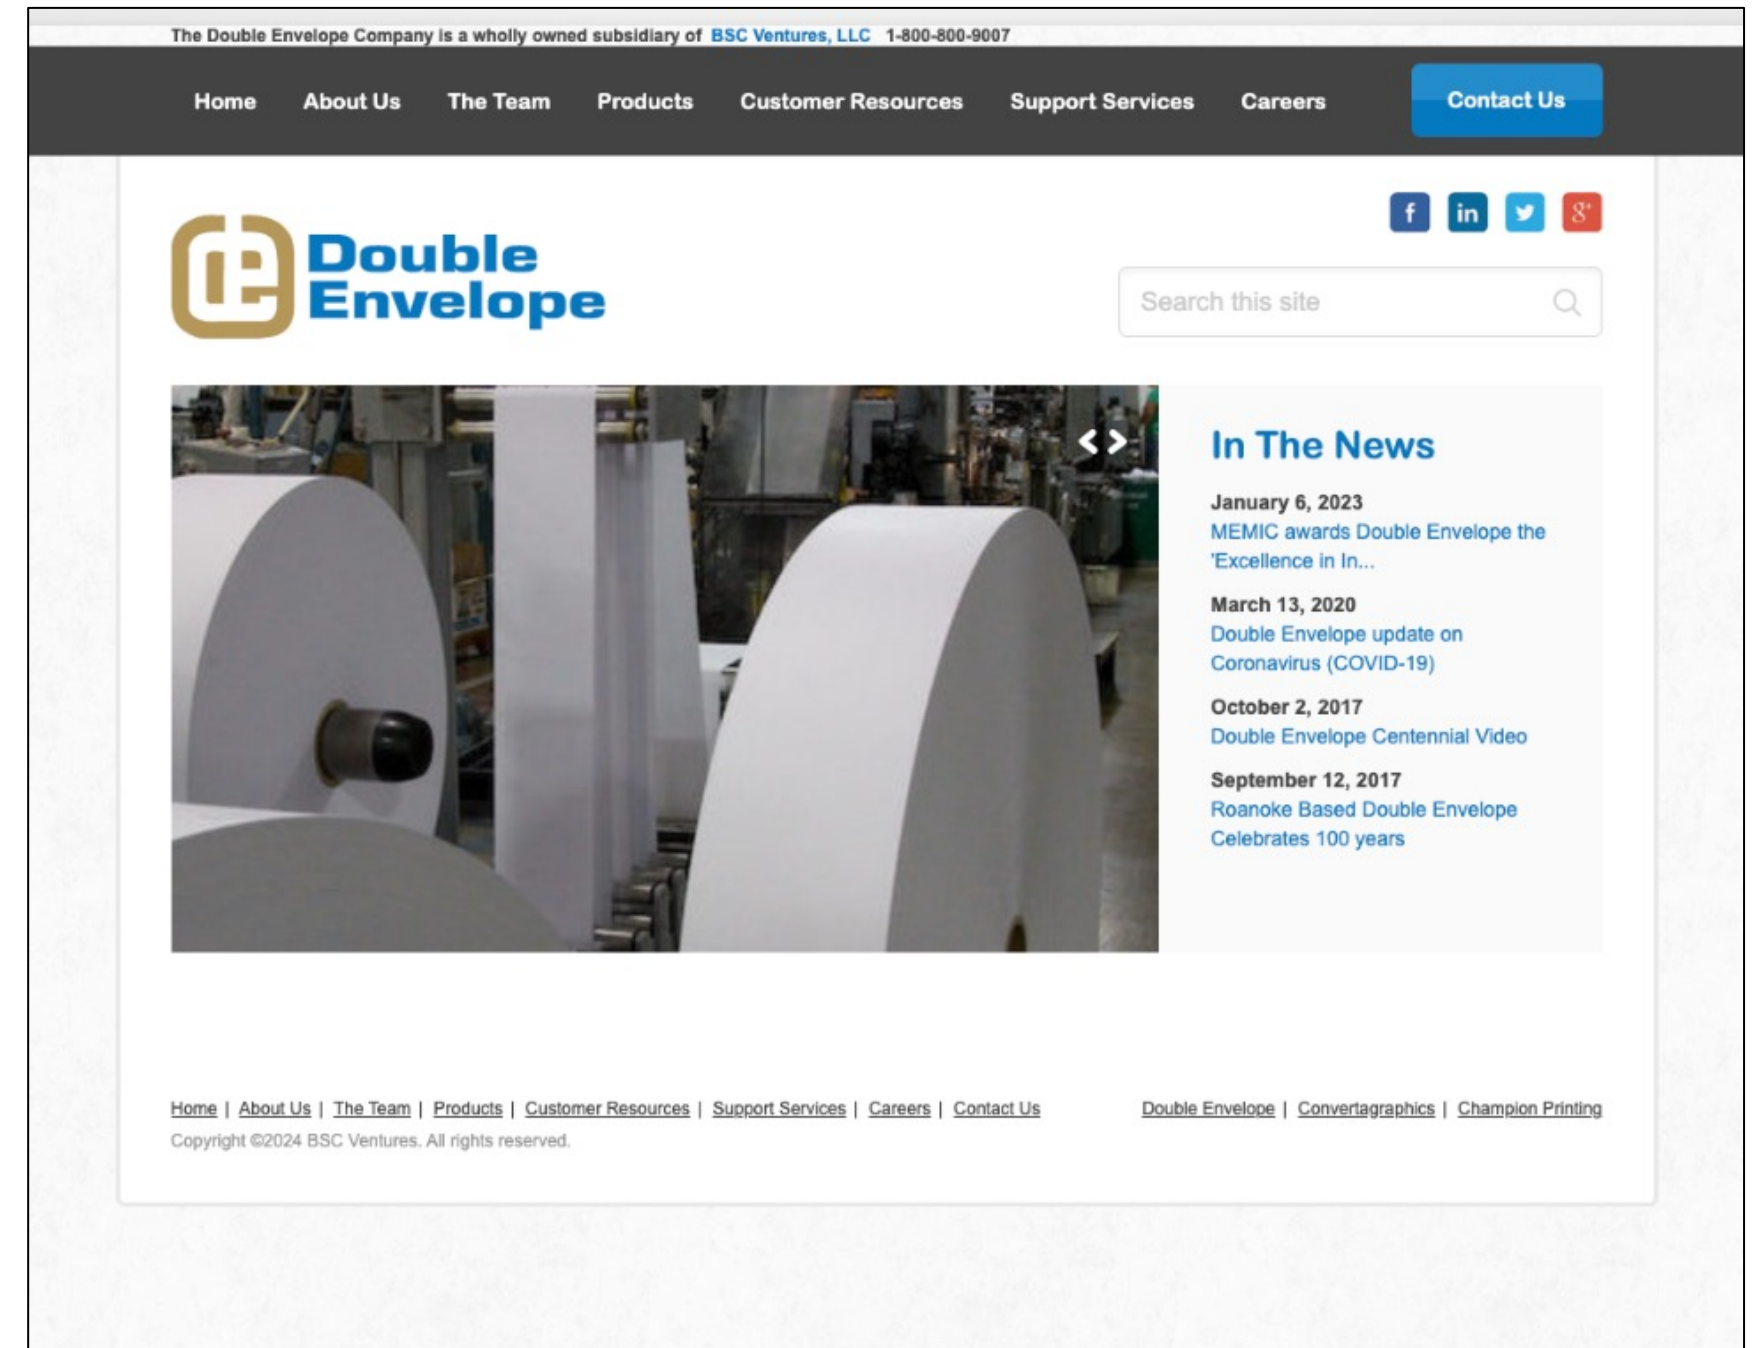 The Double Envelope Company is a wholly owned subsidiary of BSC Ventures, LLC 1-800-800-9007
Home About Us The Team Products Customer Resources Support Services Careers Contact Us
f in 8+
Double
Envelope
Search this site
In The News
January 6, 2023
MEMIC awards Double Envelope the
'Excellence in In...
March 13, 2020
Double Envelope update on
Coronavirus (COVID-19)
October 2, 2017
Double Envelope Centennial Video
September 12, 2017
Roanoke Based Double Envelope
Celebrates 100 years
Home | About Us | The Team | Products | Customer Resources | Support Services | Careers | Contact Us Double Envelope | Convertagraphics | Champion Printing
Copyright ©2024 BSC Ventures. All rights reserved.